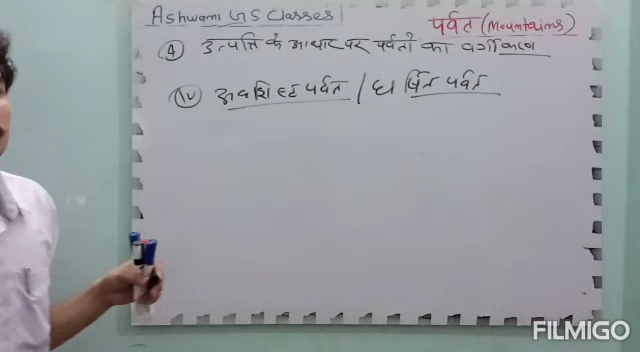 Ashwani GS Classes
पर्वत (Mountains)
(A) उत्पत्ति के आधार पर पर्वतों का वर्गीकरण
(iv) अवशिष्ट पर्वत / घर्षित पर्वत
FILMIGO